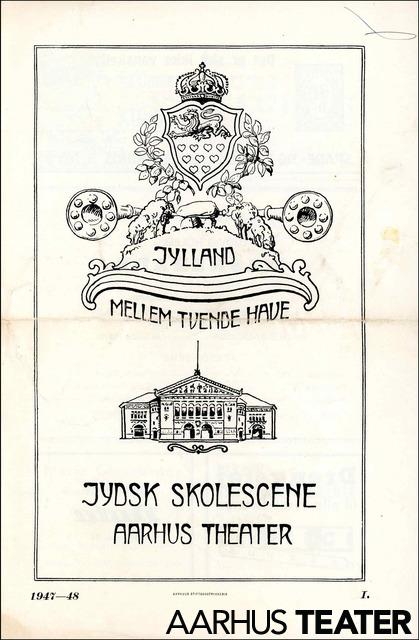 JYLLAND
MELLEM TVENDE HAVE
JYDSK SKOLESCENE
AARHUS THEATER
1947—48
I.
AARHUS TEATER